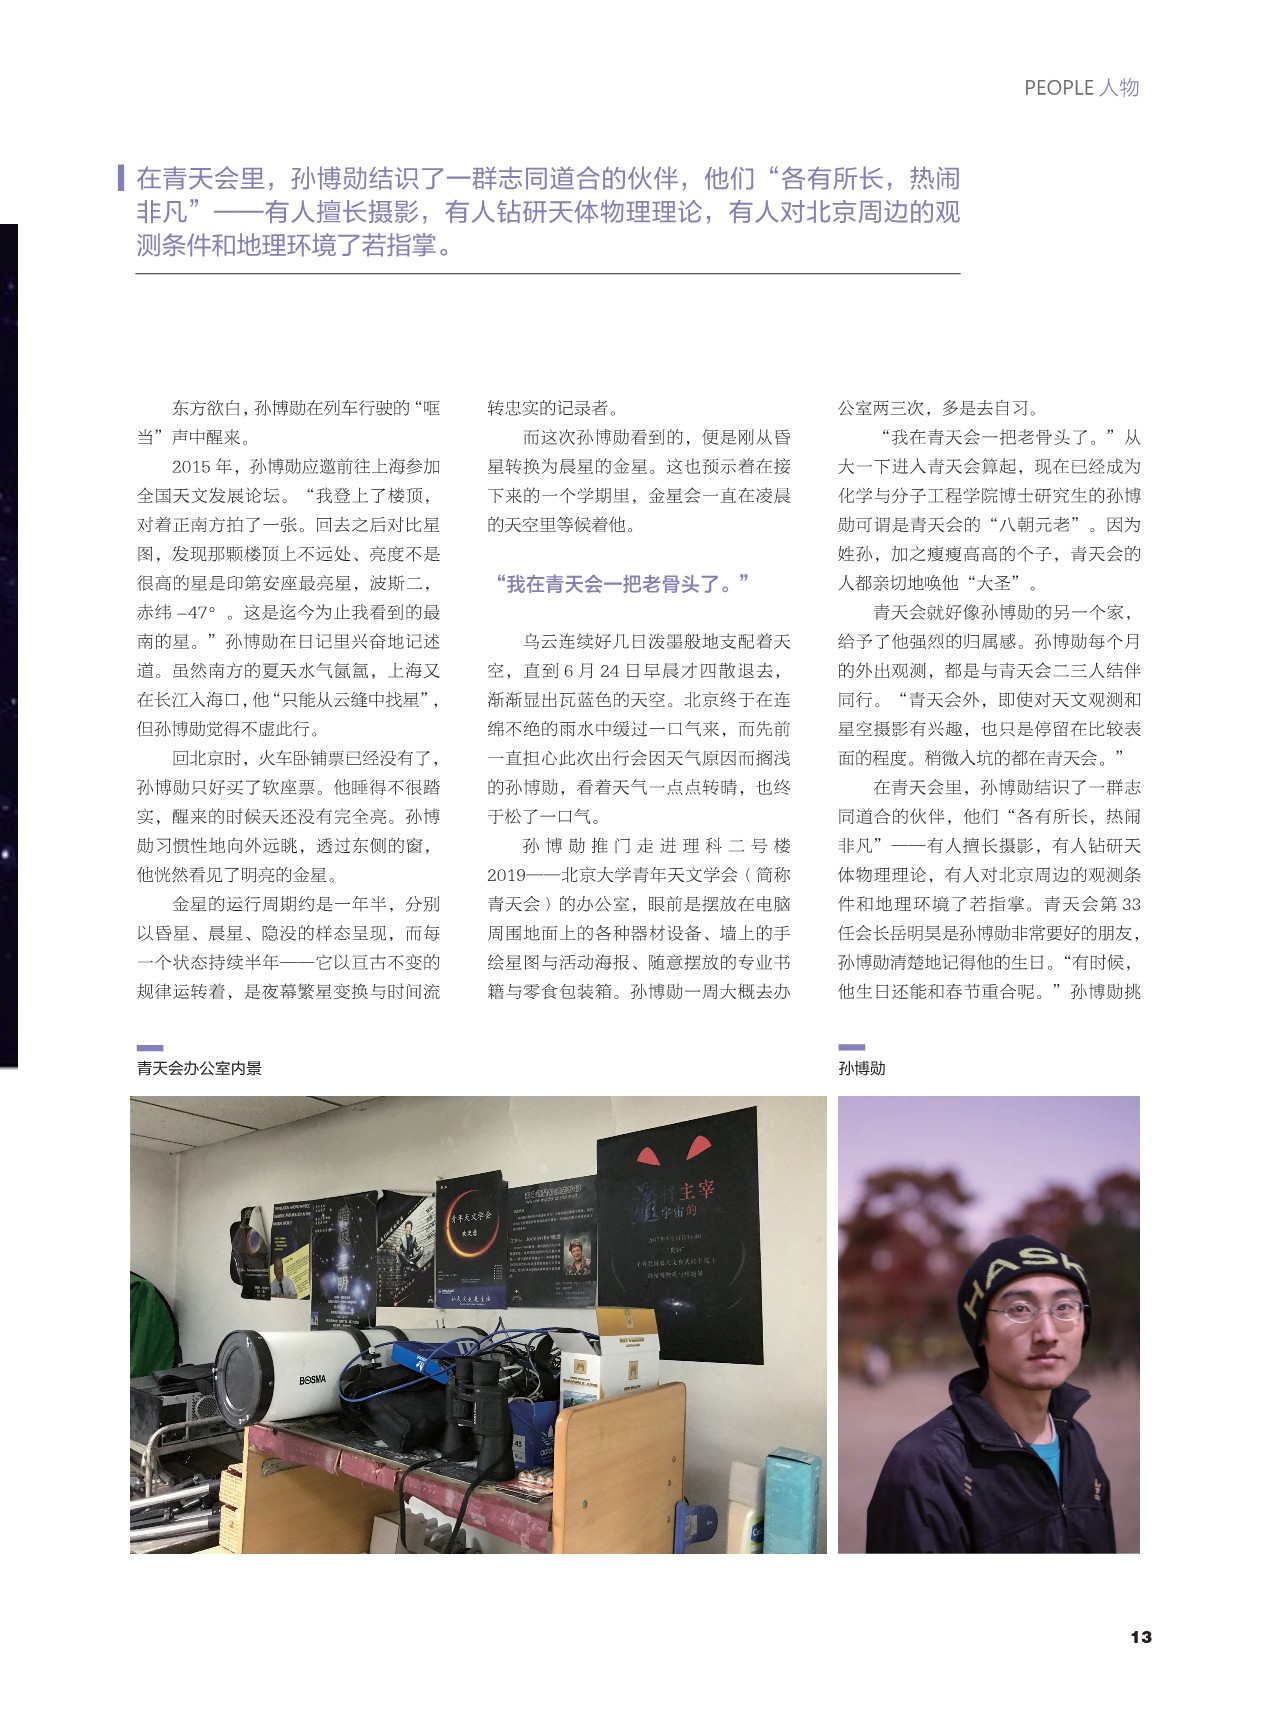 PEOPLE 人物
在青天会里，孙博勋结识了一群志同道合的伙伴，他们“各有所长，热闹
非凡”——有人擅长摄影，有人钻研天体物理理论，有人对北京周边的观
测条件和地理环境了若指掌。
东方欲白，孙博勋在列车行驶的“哐
当”声中醒来。
2015 年，孙博勋应邀前往上海参加
全国天文发展论坛。“我登上了楼顶，
对着正南方拍了一张。回去之后对比星
图，发现那颗楼顶上不远处、亮度不是
很高的星是印第安座最亮星，波斯二，
赤纬 –47° 。这是迄今为止我看到的最
南的星。”孙博勋在日记里兴奋地记述
道。虽然南方的夏天水气氤氲，上海又
在长江入海口，他“只能从云缝中找星”，
但孙博勋觉得不虚此行。
回北京时，火车卧铺票已经没有了，
孙博勋只好买了软座票。他睡得不很踏
实，醒来的时候天还没有完全亮。孙博
勋习惯性地向外远眺，透过东侧的窗，
他恍然看见了明亮的金星。
金星的运行周期约是一年半，分别
以昏星、晨星、隐没的样态呈现，而每
一个状态持续半年——它以亘古不变的
规律运转着，是夜幕繁星变换与时间流
转忠实的记录者。
而这次孙博勋看到的，便是刚从昏
星转换为晨星的金星。这也预示着在接
下来的一个学期里，金星会一直在凌晨
的天空里等候着他。
“我在青天会一把老骨头了。”
乌云连续好几日泼墨般地支配着天
空，直到 6 月 24 日早晨才四散退去，
渐渐显出瓦蓝色的天空。北京终于在连
绵不绝的雨水中缓过一口气来，而先前
一直担心此次出行会因天气原因而搁浅
的孙博勋，看着天气一点点转晴，也终
于松了一口气。
孙博勋推门走进理科二号楼
2019——北京大学青年天文学会（简称
青天会）的办公室，眼前是摆放在电脑
周围地面上的各种器材设备、墙上的手
绘星图与活动海报、随意摆放的专业书
籍与零食包装箱。孙博勋一周大概去办
公室两三次，多是去自习。
“我在青天会一把老骨头了。”从
大一下进入青天会算起，现在已经成为
化学与分子工程学院博士研究生的孙博
勋可谓是青天会的“八朝元老”。因为
姓孙，加之瘦瘦高高的个子，青天会的
人都亲切地唤他“大圣”。
青天会就好像孙博勋的另一个家，
给予了他强烈的归属感。孙博勋每个月
的外出观测，都是与青天会二三人结伴
同行。“青天会外，即使对天文观测和
星空摄影有兴趣，也只是停留在比较表
面的程度。稍微入坑的都在青天会。”
在青天会里，孙博勋结识了一群志
同道合的伙伴，他们“各有所长，热闹
非凡”——有人擅长摄影，有人钻研天
体物理理论，有人对北京周边的观测条
件和地理环境了若指掌。青天会第 33
任会长岳明昊是孙博勋非常要好的朋友，
孙博勋清楚地记得他的生日。“有时候，
他生日还能和春节重合呢。”孙博勋挑
青天会办公室内景
孙博勋
青年天文学会
谁将主宰
宇宙的
BOSMA
HASK
13